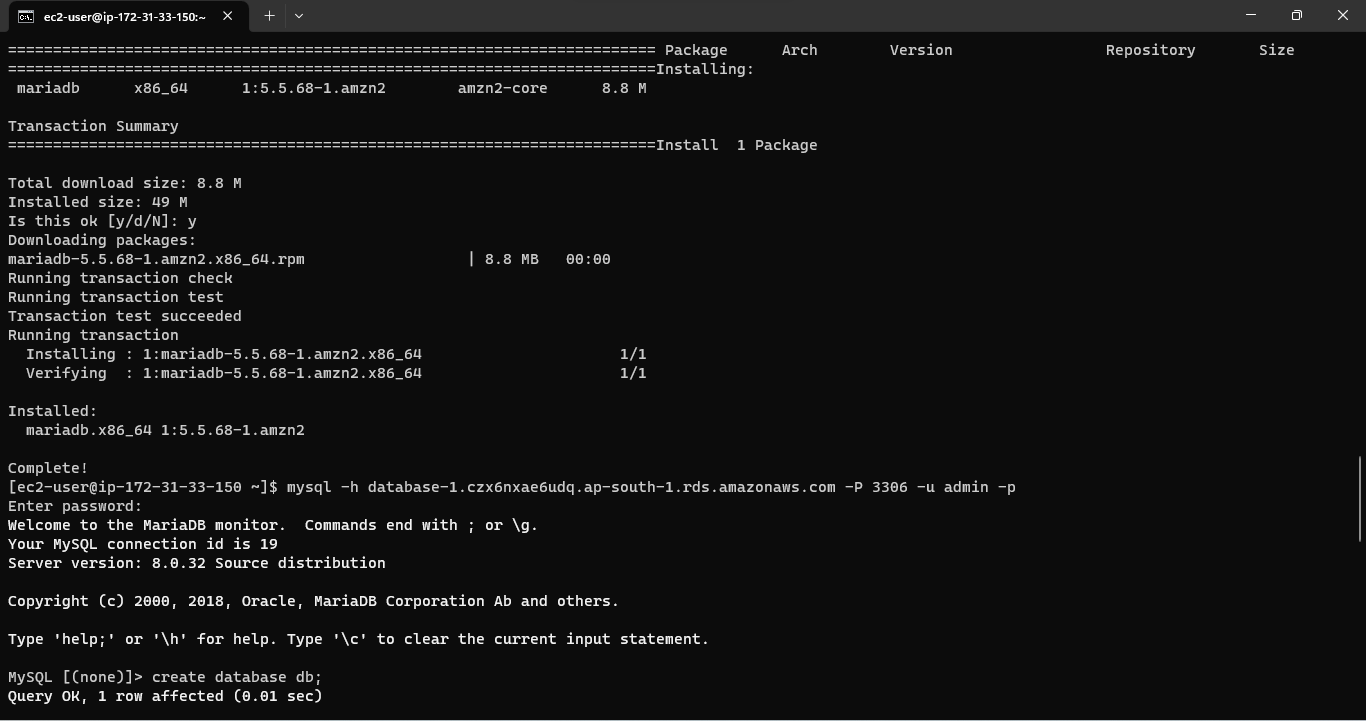 ec2-user@ip-172-31-33-150:~
======================================================================== Package      Arch        Version                 Repository       Size
========================================================================Installing:
 mariadb      x86_64      1:5.5.68-1.amzn2        amzn2-core      8.8 M
Transaction Summary
========================================================================Install  1 Package
Total download size: 8.8 M
Installed size: 49 M
Is this ok [y/d/N]: y
Downloading packages:
mariadb-5.5.68-1.amzn2.x86_64.rpm                  | 8.8 MB   00:00
Running transaction check
Running transaction test
Transaction test succeeded
Running transaction
  Installing : 1:mariadb-5.5.68-1.amzn2.x86_64                      1/1
  Verifying  : 1:mariadb-5.5.68-1.amzn2.x86_64                      1/1
Installed:
  mariadb.x86_64 1:5.5.68-1.amzn2
Complete!
[ec2-user@ip-172-31-33-150 ~]$ mysql -h database-1.czx6nxae6udq.ap-south-1.rds.amazonaws.com -P 3306 -u admin -p
Enter password:
Welcome to the MariaDB monitor.  Commands end with ; or \g.
Your MySQL connection id is 19
Server version: 8.0.32 Source distribution
Copyright (c) 2000, 2018, Oracle, MariaDB Corporation Ab and others.
Type 'help;' or '\h' for help. Type '\c' to clear the current input statement.
MySQL [(none)]> create database db;
Query OK, 1 row affected (0.01 sec)